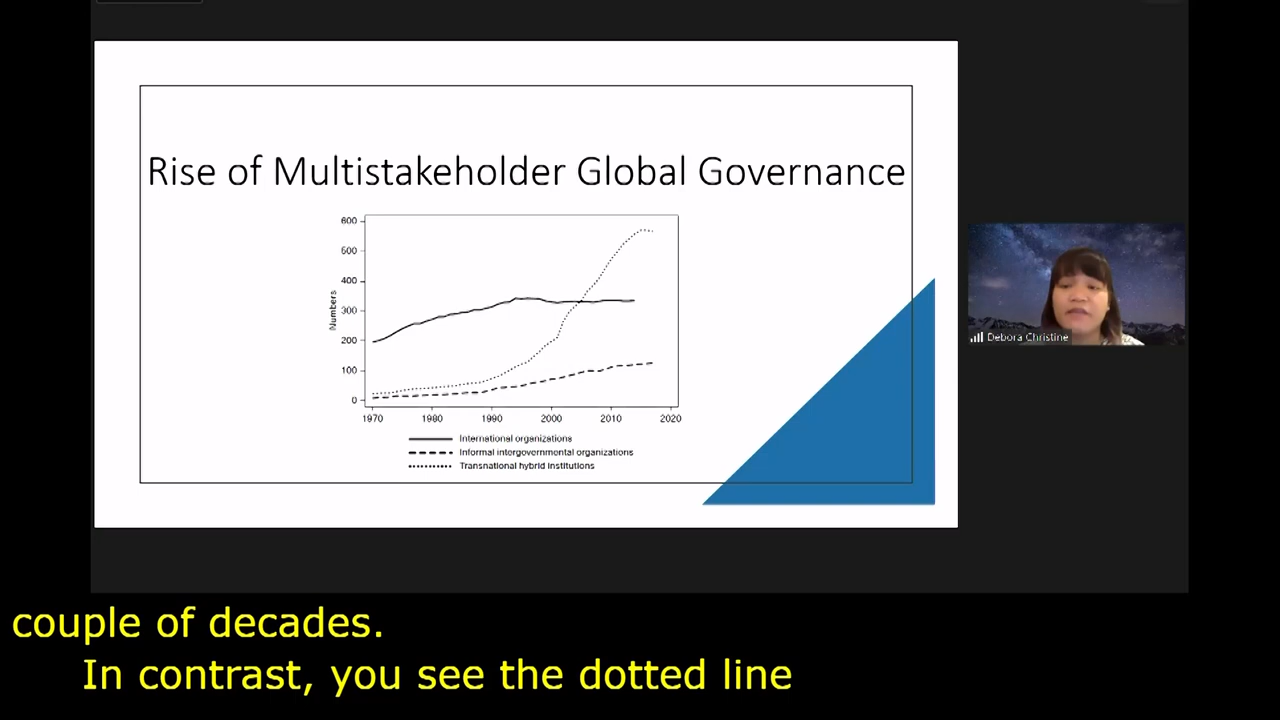 Rise of Multistakeholder Global Governance
600
500
400
300
200
100
0
Numbers
1970 1980 1990 2000 2010 2020
International organizations
Informal intergovernmental organizations
Transnational hybrid institutions
Debora Christine
couple of decades.
In contrast, you see the dotted line